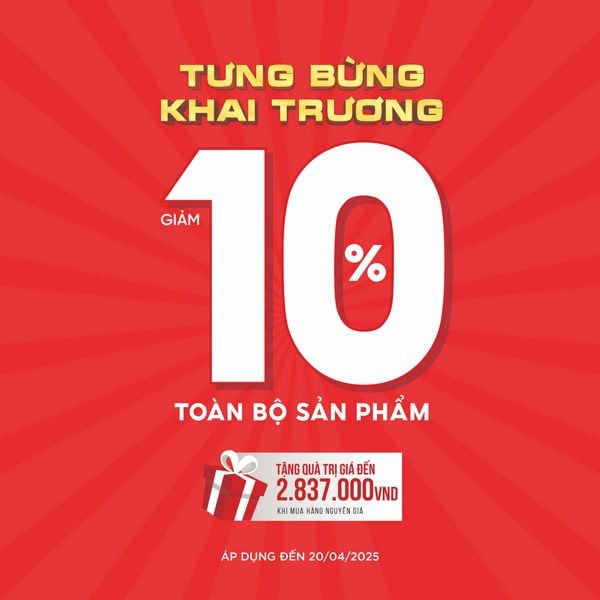 TƯNG BỪNG
KHAI TRƯƠNG
GIẢM
10%
TOÀN BỘ SẢN PHẨM
TẶNG QUÀ TRỊ GIÁ ĐẾN
2.837.000VND
KHI MUA HÀNG NGUYÊN GIÁ
ÁP DỤNG ĐẾN 20/04/2025